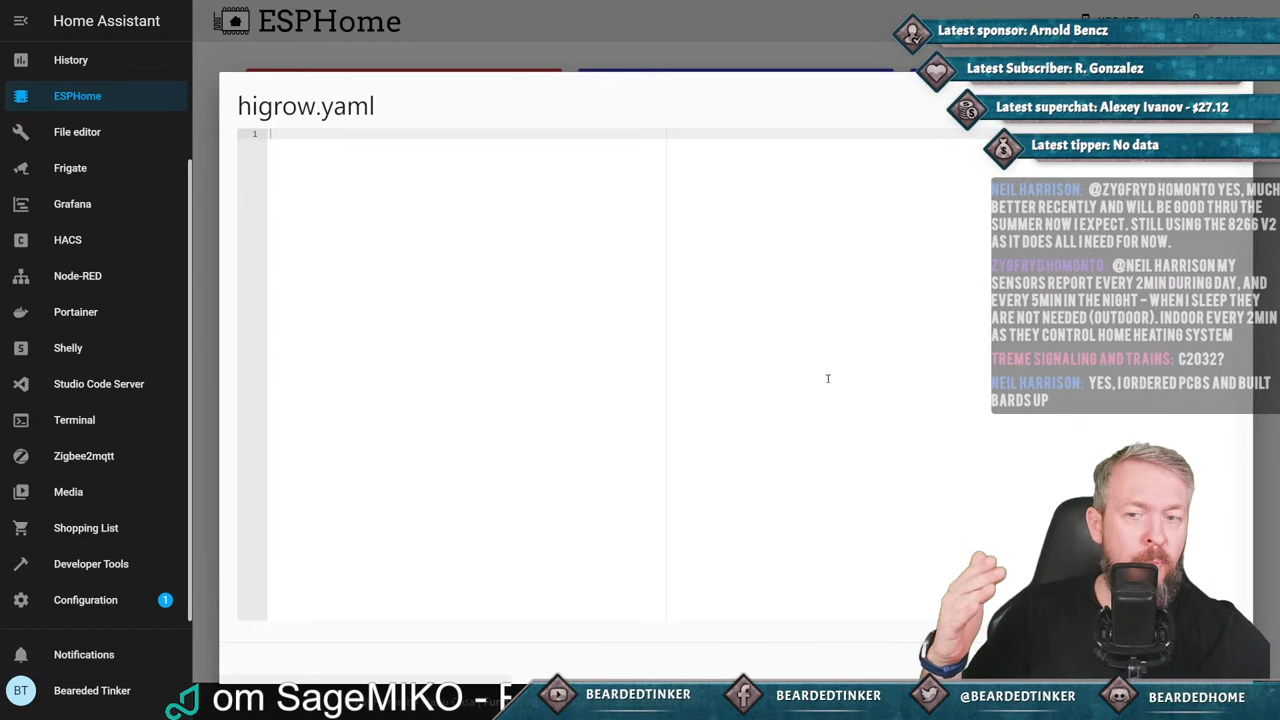 Home Assistant
History
ESPHome
File editor
Frigate
Grafana
HACS
Node-RED
Portainer
Shelly
Studio Code Server
Terminal
Zigbee2mqtt
Media
Shopping List
Developer Tools
Configuration 1
Notifications
BT Bearded Tinker
ESPHome
higrow.yaml
1
Latest sponsor: Arnold Bencz
Latest Subscriber: R. Gonzalez
Latest superchat: Alexey Ivanov - $27.12
Latest tipper: No data
NEIL HARRISON: @ZYGFRYD HOMONTO YES, MUCH
BETTER RECENTLY AND WILL BE GOOD THRU THE
SUMMER NOW I EXPECT. STILL USING THE 8266 V2
AS IT DOES ALL I NEED FOR NOW.
ZYGFRYD HOMONTO: @NEIL HARRISON MY
SENSORS REPORT EVERY 2MIN DURING DAY, AND
EVERY 5MIN IN THE NIGHT - WHEN I SLEEP THEY
ARE NOT NEEDED (OUTDOOR). INDOOR EVERY 2MIN
AS THEY CONTROL HOME HEATING SYSTEM
TREME SIGNALING AND TRAINS: C2032?
NEIL HARRISON: YES, I ORDERED PCBS AND BUILT
BARDS UP
om SageMIKO -
BEARDEDTINKER
BEARDEDTINKER
@BEARDEDTINKER
BEARDEDHOME